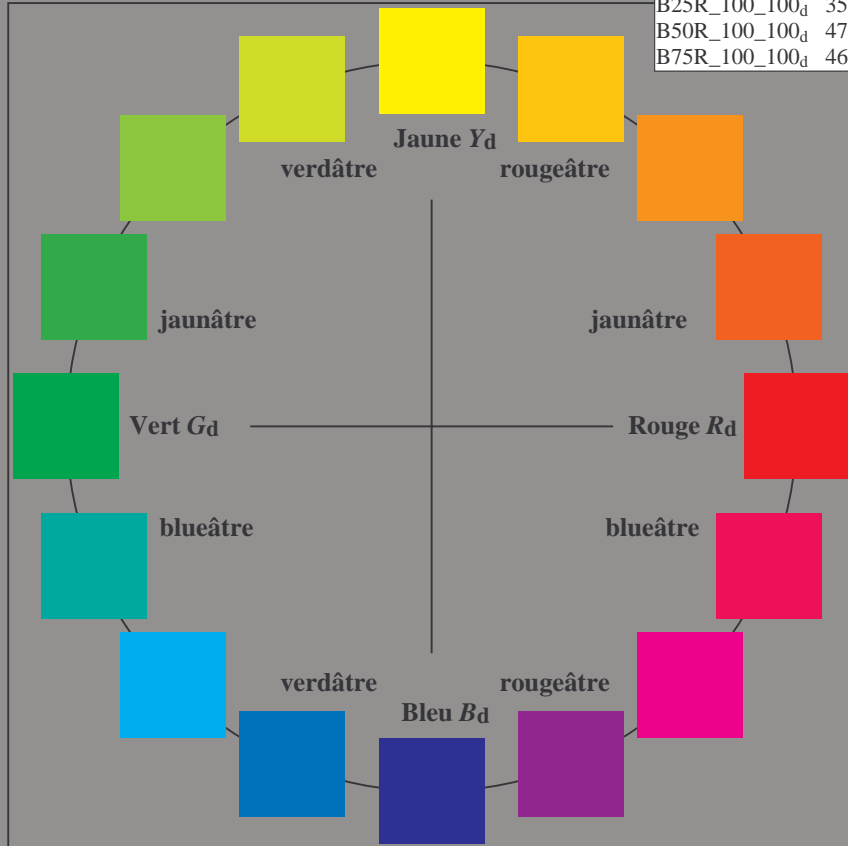 B25R_100_100d 35
B50R_100_100d 47
B75R_100_100d 46
Jaune Yd
verdâtre rougeâtre
jaunâtre jaunâtre
Vert Gd Rouge Rd
blueâtre blueâtre
verdâtre rougeâtre
Bleu Bd